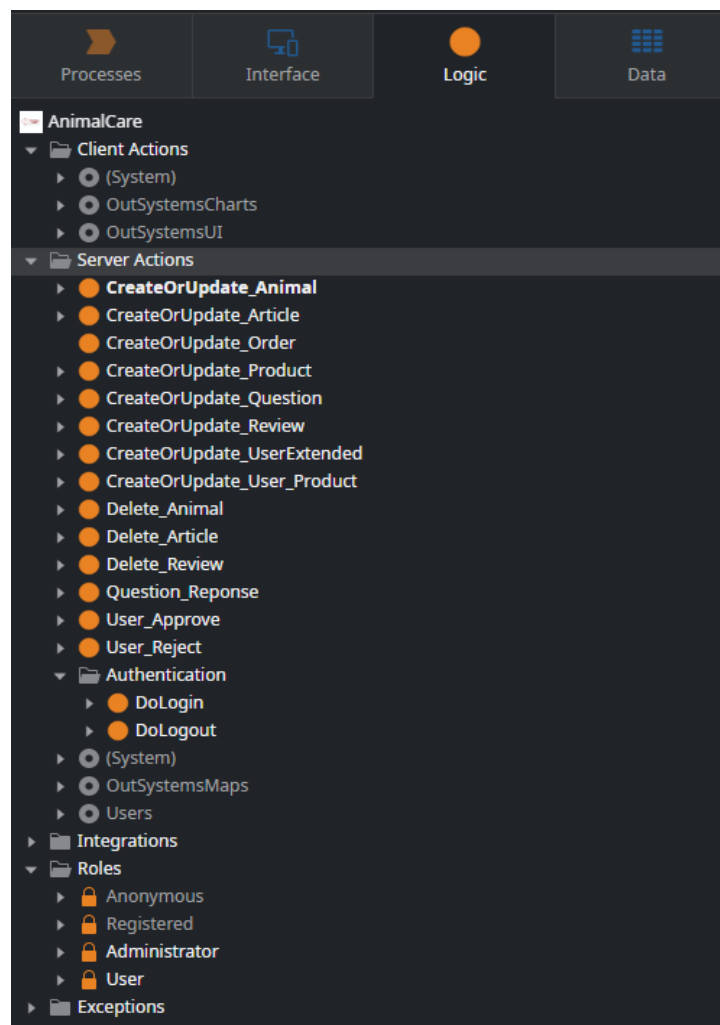 Processes Interface Logic Data
AnimalCare
Client Actions
(System)
OutSystemsCharts
OutSystemsUI
Server Actions
CreateOrUpdate_Animal
CreateOrUpdate_Article
CreateOrUpdate_Order
CreateOrUpdate_Product
CreateOrUpdate_Question
CreateOrUpdate_Review
CreateOrUpdate_UserExtended
CreateOrUpdate_User_Product
Delete_Animal
Delete_Article
Delete_Review
Question_Reponse
User_Approve
User_Reject
Authentication
DoLogin
DoLogout
(System)
OutSystemsMaps
Users
Integrations
Roles
Anonymous
Registered
Administrator
User
Exceptions